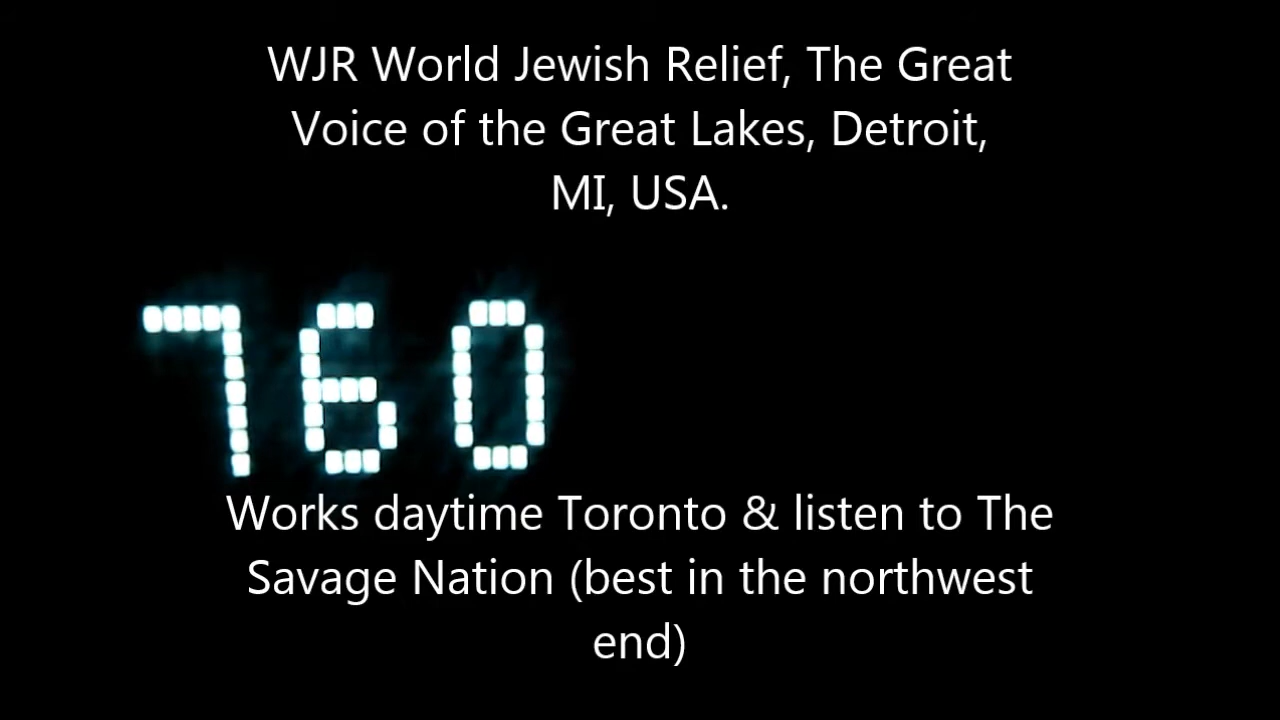 WJR World Jewish Relief, The Great
Voice of the Great Lakes, Detroit,
MI, USA.
760
Works daytime Toronto & listen to The
Savage Nation (best in the northwest
end)